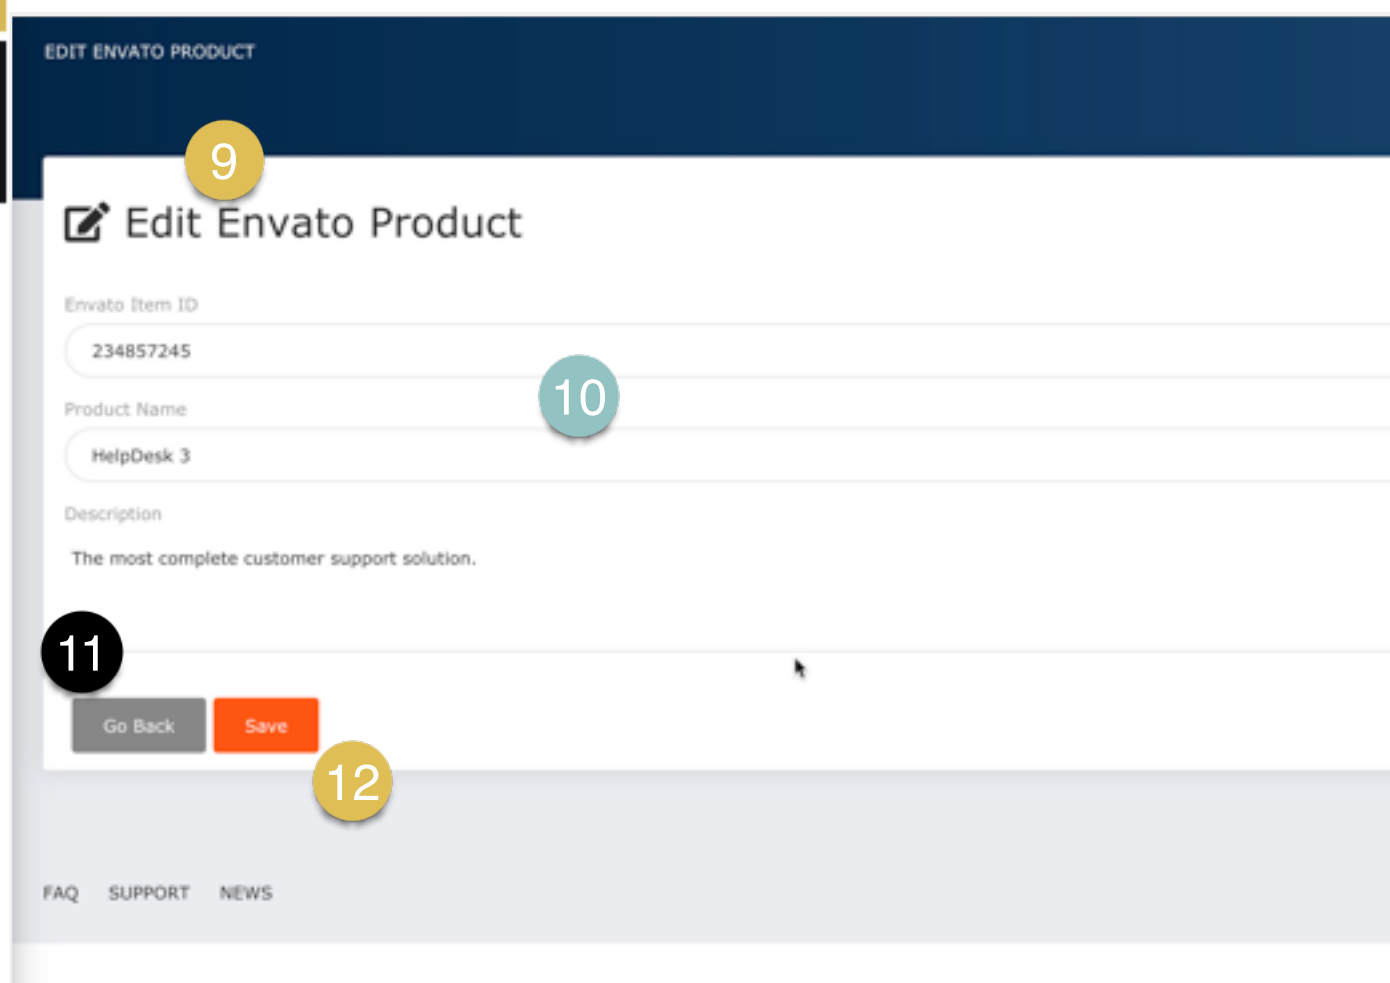 EDIT ENVATO PRODUCT
9
Edit Envato Product
Envato Item ID
234857245
10
Product Name
HelpDesk 3
Description
The most complete customer support solution.
11
Go Back Save
12
FAQ SUPPORT NEWS